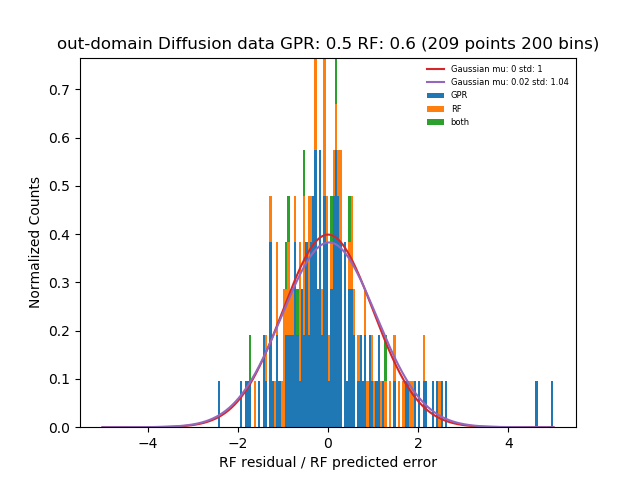 out-domain Diffusion data GPR: 0.5 RF: 0.6 (209 points 200 bins)
Gaussian mu: 0 std: 1
Gaussian mu: 0.02 std: 1.04
GPR
RF
both
Normalized Counts
0.7
0.6
0.5
0.4
0.3
0.2
0.1
0.0
−4 −2 0 2 4
RF residual / RF predicted error